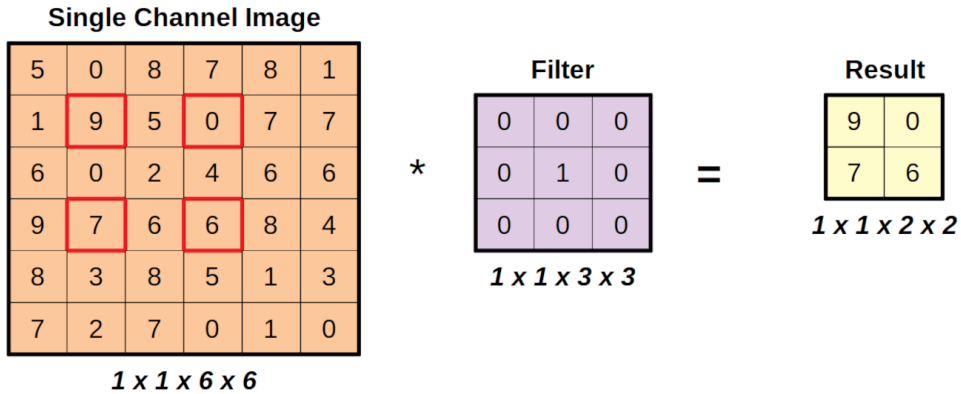 Single Channel Image
5 0 8 7 8 1
1 9 5 0 7 7
6 0 2 4 6 6
9 7 6 6 8 4
8 3 8 5 1 3
7 2 7 0 1 0
1 x 1 x 6 x 6
*
Filter
0 0 0
0 1 0
0 0 0
1 x 1 x 3 x 3
=
Result
9 0
7 6
1 x 1 x 2 x 2